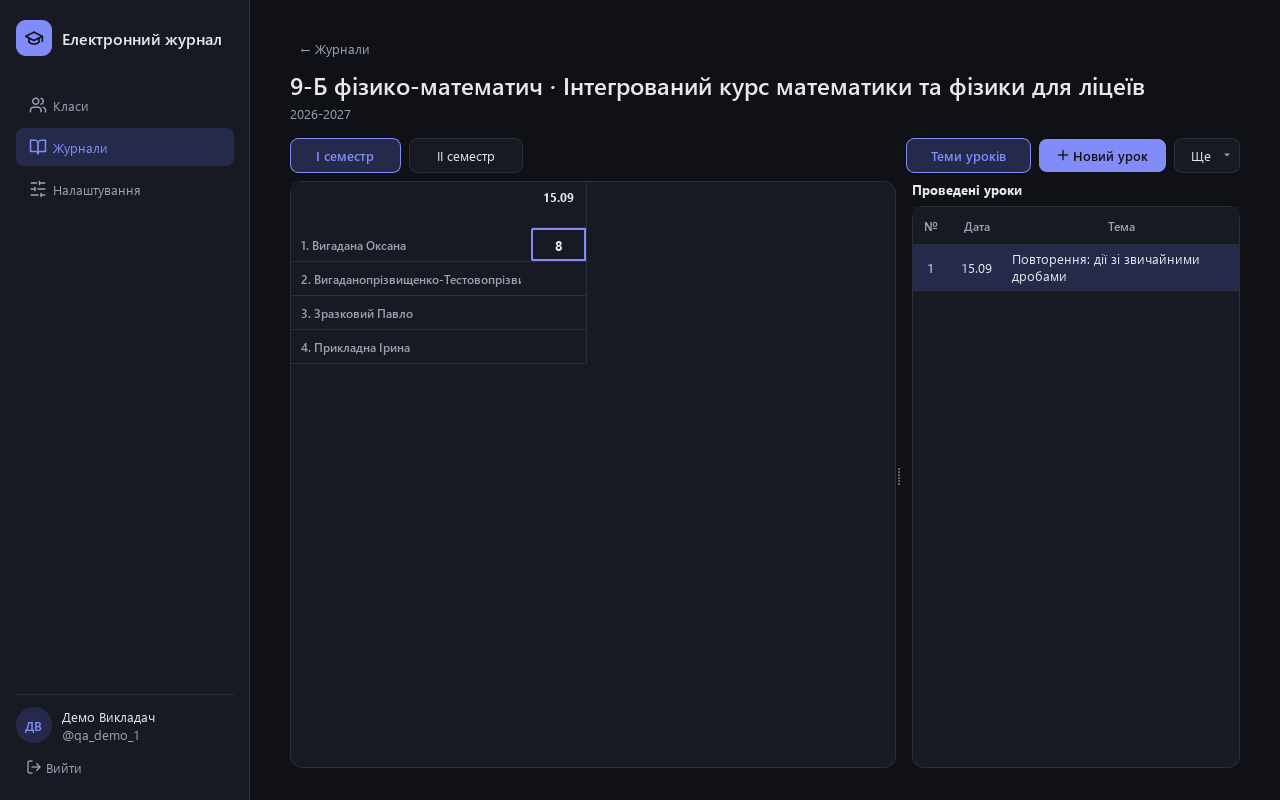 Електронний журнал
Класи
Журнали
Налаштування
ДВ
Демо Викладач
@qa_demo_1
Вийти
← Журнали
9-Б фізико-математич · Інтегрований курс математики та фізики для ліцеїв
2026-2027
І семестр
ІІ семестр
Теми уроків
+ Новий урок
Ще
15.09
1. Вигадана Оксана
8
2. Вигаданопрізвищенко-Тестовопрізви
3. Зразковий Павло
4. Прикладна Ірина
Проведені уроки
№ Дата Тема
1 15.09 Повторення: дії зі звичайними
дробами